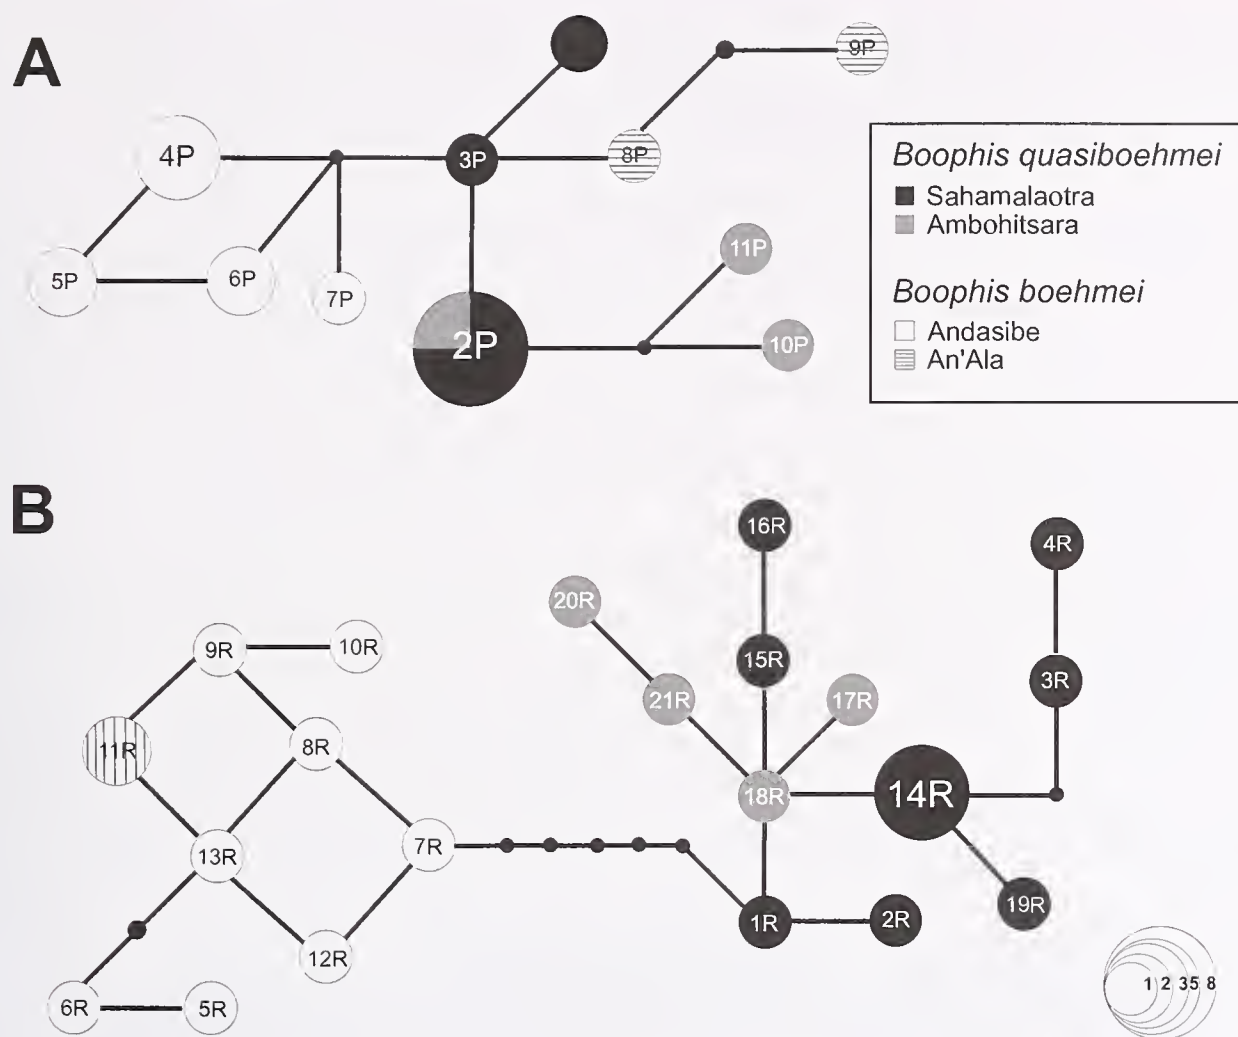 A
9P
4P
3P
8P
Boophis quasiboehmei
Sahamalaotra
Ambohitsara
11P
5P
6P
7P
Boophis boehmei
2P
10P
Andasibe
An'Ala
B
16R
4R
20R
9R
10R
15R
3R
21R
17R
11R
8R
18R
14R
13R
7R
1R
2R
19R
12R
6R
5R
1 2 3 5 8